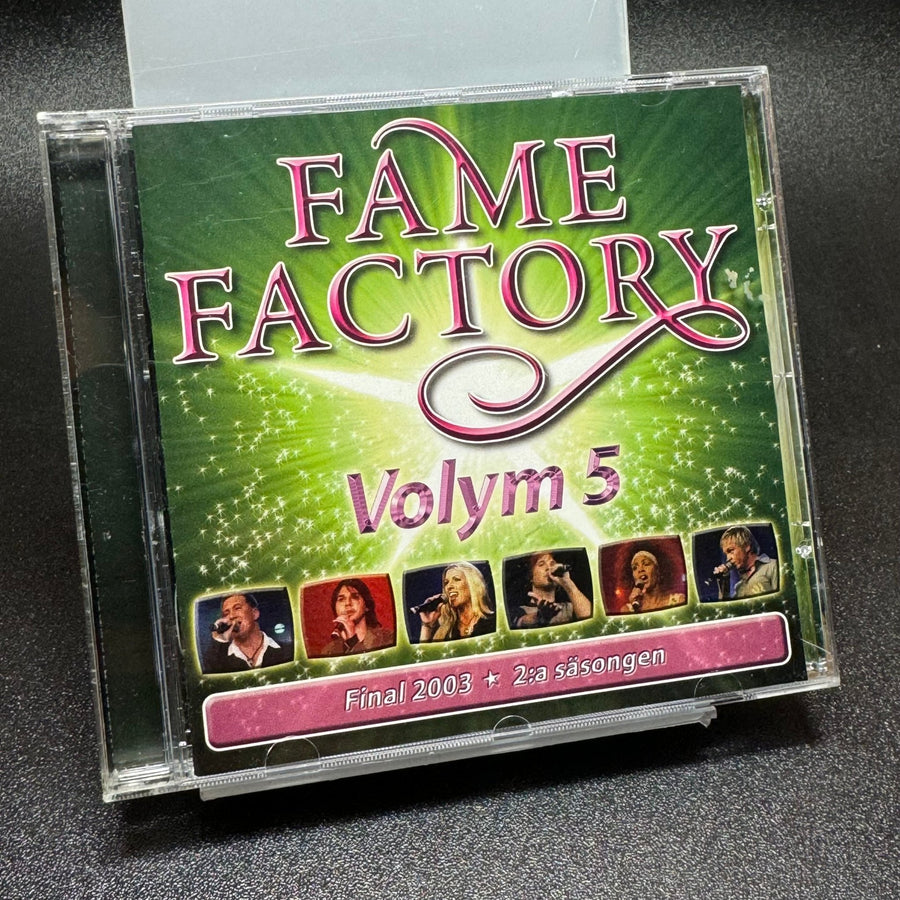 FAME
FACTORY
Volym 5
Final 2003 ★ 2:a säsongen